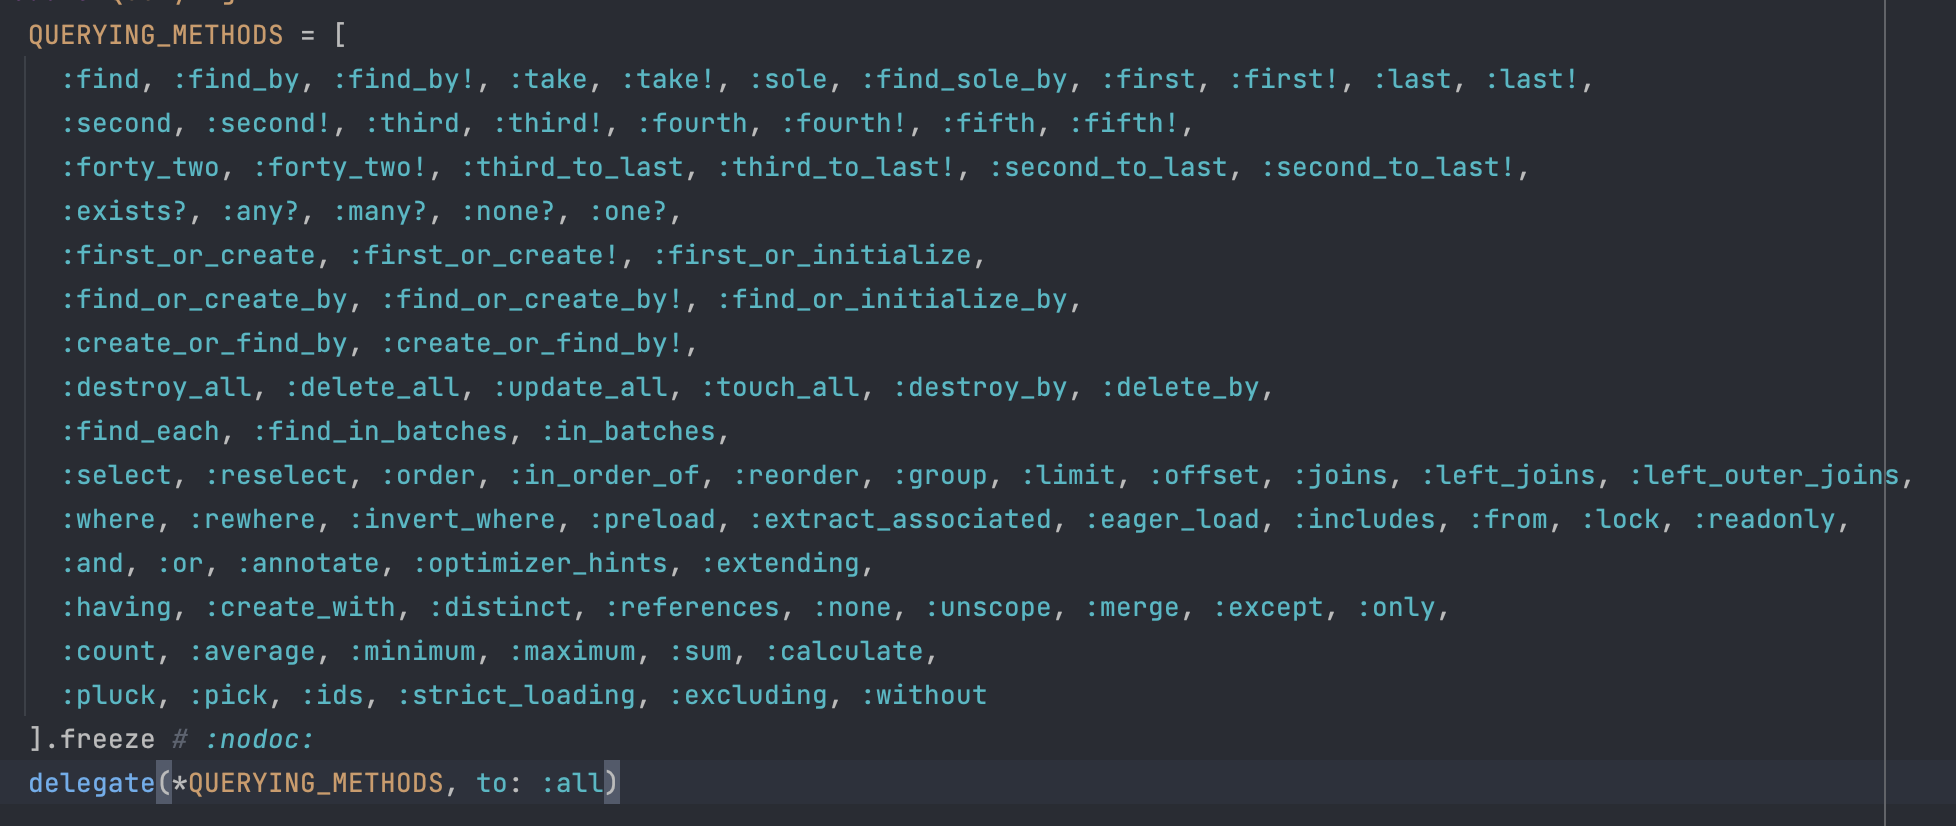 QUERYING_METHODS = [
:find, :find_by, :find_by!, :take, :take!, :sole, :find_sole_by, :first, :first!, :last, :last!,
:second, :second!, :third, :third!, :fourth, :fourth!, :fifth, :fifth!,
:forty_two, :forty_two!, :third_to_last, :third_to_last!, :second_to_last, :second_to_last!,
:exists?, :any?, :many?, :none?, :one?,
:first_or_create, :first_or_create!, :first_or_initialize,
:find_or_create_by, :find_or_create_by!, :find_or_initialize_by,
:create_or_find_by, :create_or_find_by!,
:destroy_all, :delete_all, :update_all, :touch_all, :destroy_by, :delete_by,
:find_each, :find_in_batches, :in_batches,
:select, :reselect, :order, :in_order_of, :reorder, :group, :limit, :offset, :joins, :left_joins, :left_outer_joins,
:where, :rewhere, :invert_where, :preload, :extract_associated, :eager_load, :includes, :from, :lock, :readonly,
:and, :or, :annotate, :optimizer_hints, :extending,
:having, :create_with, :distinct, :references, :none, :unscope, :merge, :except, :only,
:count, :average, :minimum, :maximum, :sum, :calculate,
:pluck, :pick, :ids, :strict_loading, :excluding, :without
].freeze # :nodoc:
delegate(*QUERYING_METHODS, to: :all)